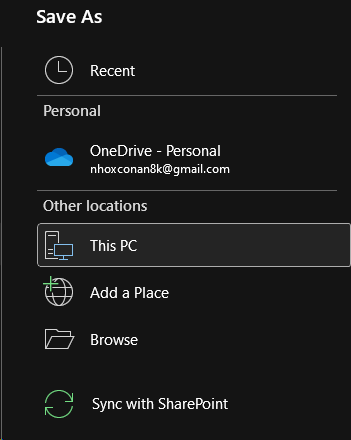 Save As
Recent
Personal
OneDrive - Personal
nhoxconan8k@gmail.com
Other locations
This PC
Add a Place
Browse
Sync with SharePoint